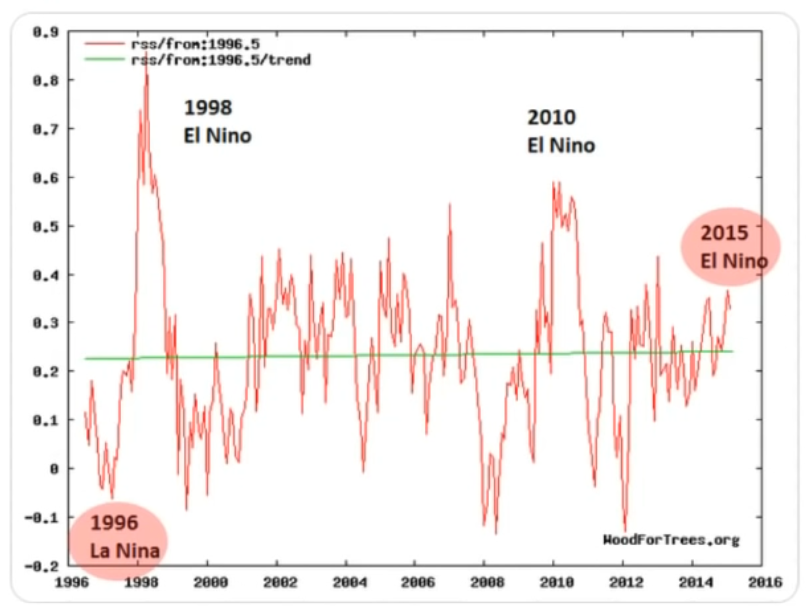 0.9
rss/from:1996.5
rss/from:1996.5/trend
0.8
1998
El Nino
2010
El Nino
0.7
0.6
0.5
2015
El Nino
0.4
0.3
0.2
0.1
0
-0.1
1996
La Nina
WoodForTrees.org
-0.2
1996 1998 2000 2002 2004 2006 2008 2010 2012 2014 2016